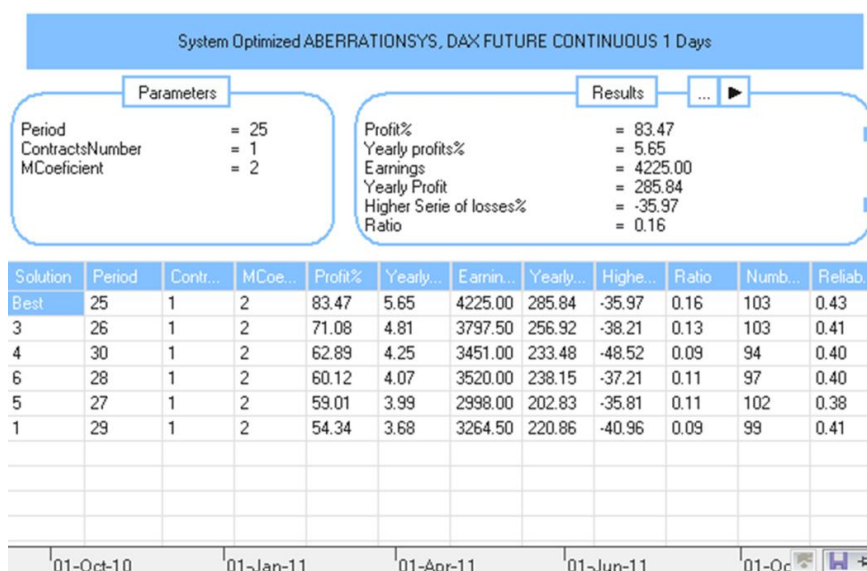 System Optimized ABERRATIONSYS, DAX FUTURE CONTINUOUS 1 Days
Parameters
Period = 25
ContractsNumber = 1
MCoeficient = 2
Results ...
Profit% = 83.47
Yearly profits% = 5.65
Earnings = 4225.00
Yearly Profit = 285.84
Higher Serie of losses% = -35.97
Ratio = 0.16
Solution Period Contr... MCoe... Profit% Yearly... Earnin... Yearly... Highe... Ratio Numb... Reliab.
Best 25 1 2 83.47 5.65 4225.00 285.84 -35.97 0.16 103 0.43
3 26 1 2 71.08 4.81 3797.50 256.92 -38.21 0.13 103 0.41
4 30 1 2 62.89 4.25 3451.00 233.48 -48.52 0.09 94 0.40
6 28 1 2 60.12 4.07 3520.00 238.15 -37.21 0.11 97 0.40
5 27 1 2 59.01 3.99 2998.00 202.83 -35.81 0.11 102 0.38
1 29 1 2 54.34 3.68 3264.50 220.86 -40.96 0.09 99 0.41
01-Oct-10 01-Jan-11 01-Apr-11 01-Jun-11 01-Oc